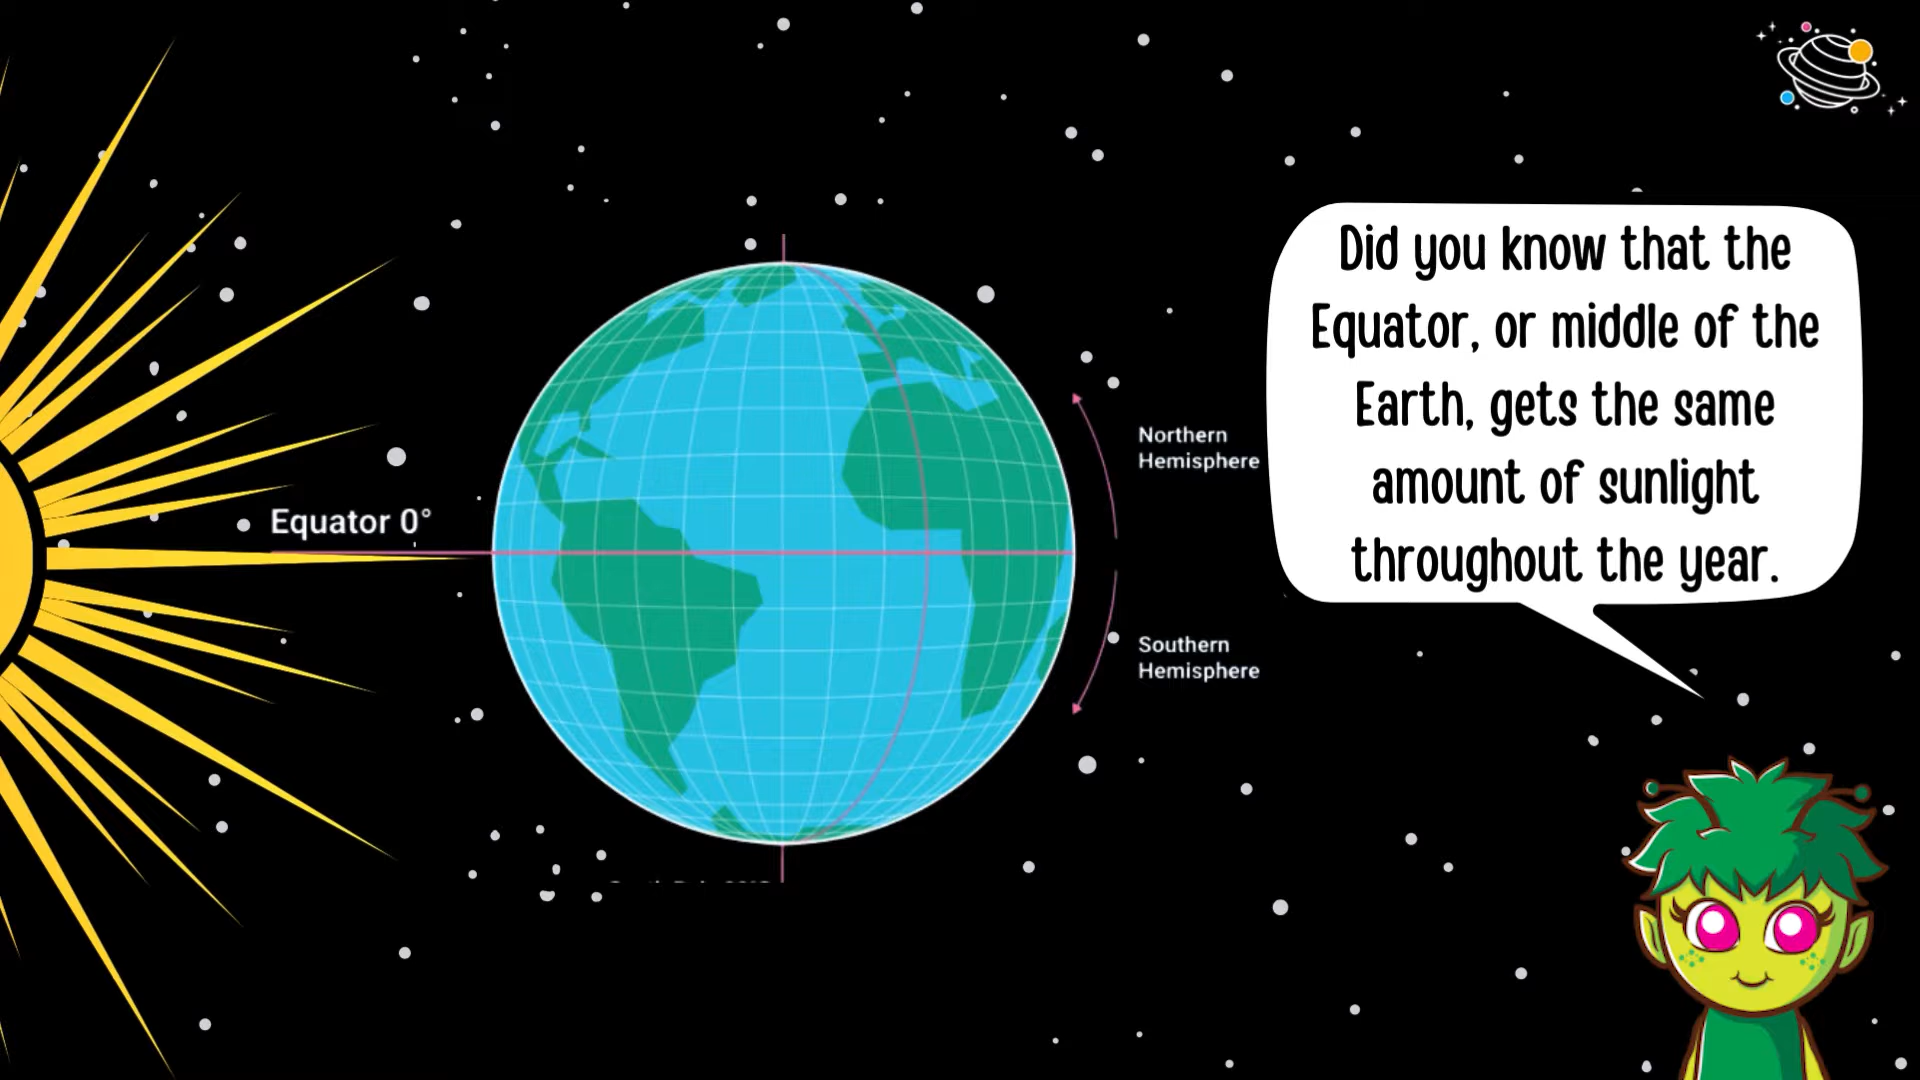 Did you know that the
Equator, or middle of the
Earth, gets the same
amount of sunlight
throughout the year.
Northern
Hemisphere
Equator 0°
Southern
Hemisphere